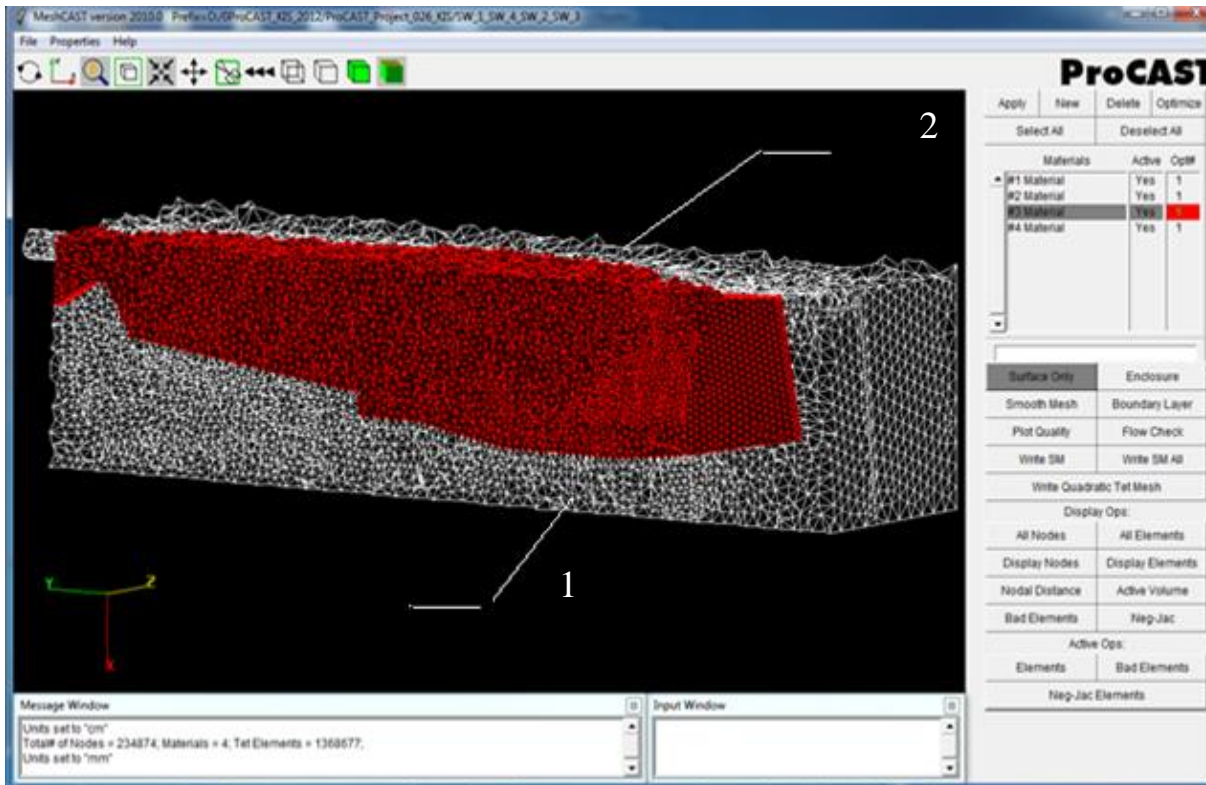 MeshCAST version 2010.0 Prefix=D:/0ProCAST_KIS_2012/ProCAST_Project_026_KIS/SW_1_SW_4_SW_2_SW_3
File Properties Help
ProCAST
Apply New Delete Optimize
Select All Deselect All
Materials Active Opt#
#1 Material Yes 1
#2 Material Yes 1
#3 Material Yes 1
#4 Material Yes 1
Surface Only Enclosure
Smooth Mesh Boundary Layer
Plot Quality Flow Check
Write SM Write SM All
Write Quadratic Tet Mesh
Display Ops:
All Nodes All Elements
Display Nodes Display Elements
Nodal Distance Active Volume
Bad Elements Neg-Jac
Active Ops:
Elements Bad Elements
Neg-Jac Elements
2
1
Y Z
X
Message Window
Units set to "cm"
Total# of Nodes = 234874; Materials = 4; Tet Elements = 1368677;
Units set to "mm"
Input Window